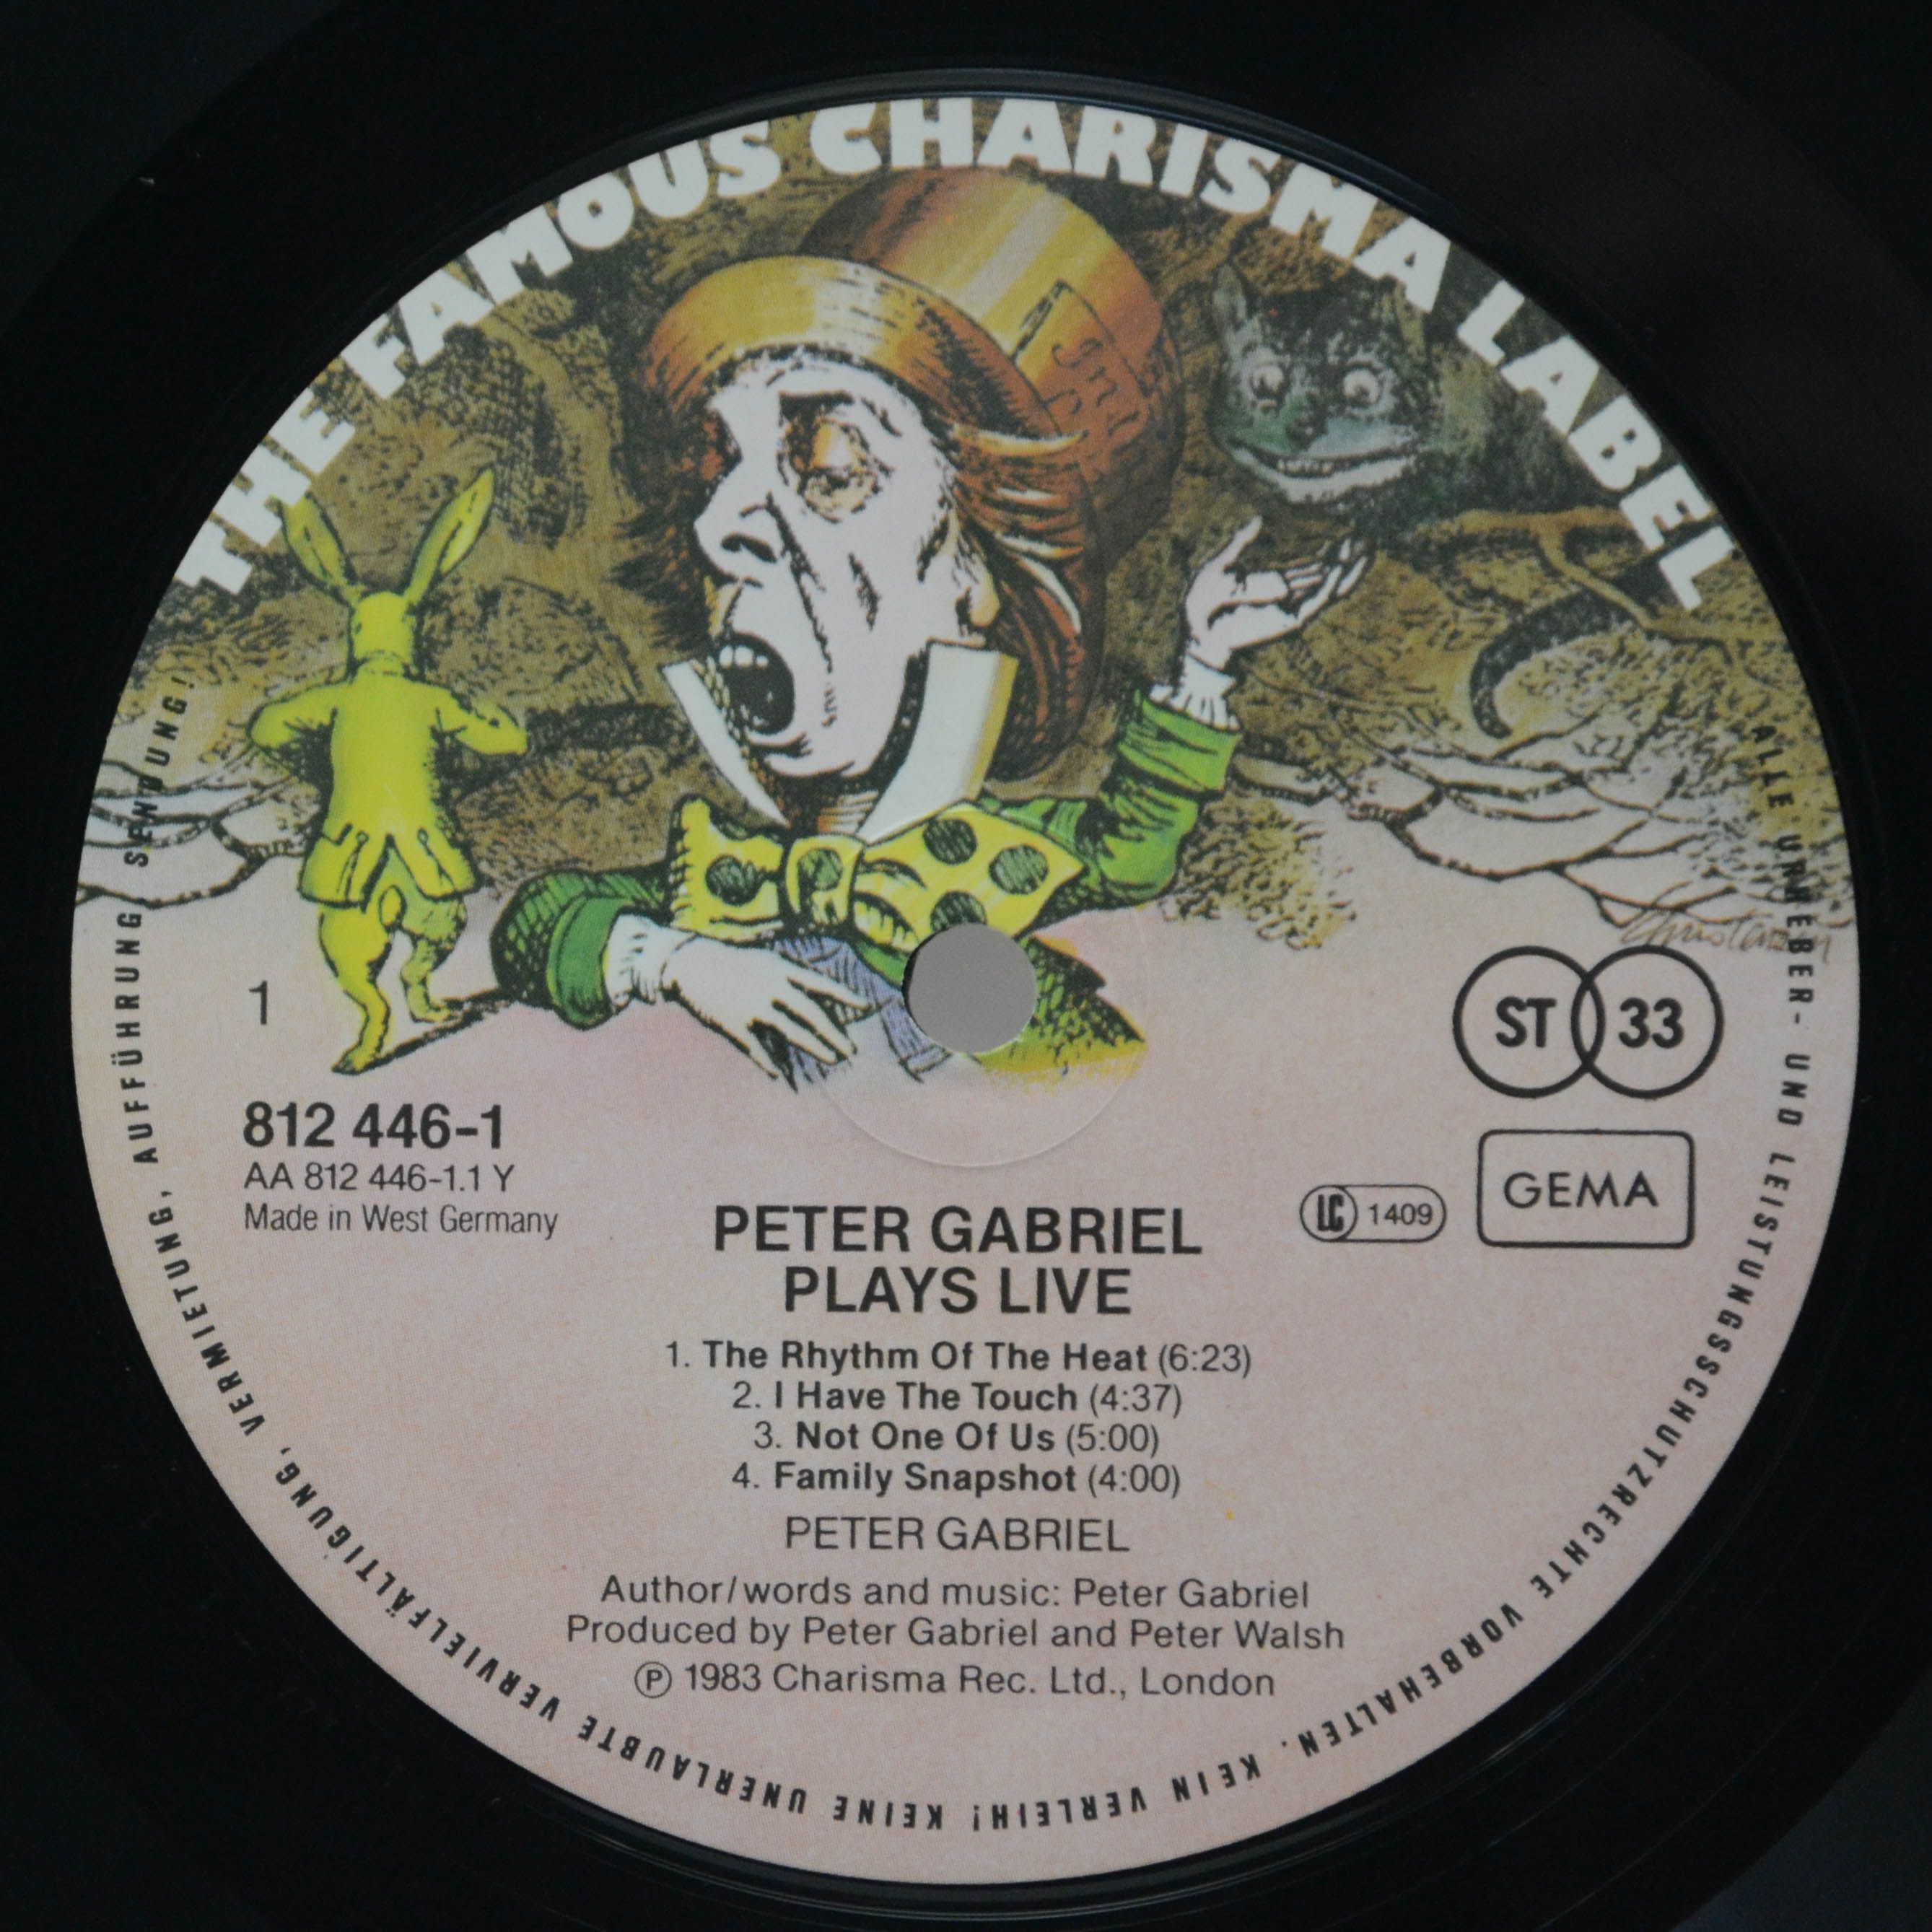 THE FAMOUS CHARISMA LABEL
1
ST 33
812 446-1
AA 812 446-1.1 Y
Made in West Germany
LC 1409
GEMA
PETER GABRIEL
PLAYS LIVE
1. The Rhythm Of The Heat (6:23)
2. I Have The Touch (4:37)
3. Not One Of Us (5:00)
4. Family Snapshot (4:00)
PETER GABRIEL
Author/words and music: Peter Gabriel
Produced by Peter Gabriel and Peter Walsh
Ⓟ 1983 Charisma Rec. Ltd., London
ALLE URHEBER- UND LEISTUNGSSCHUTZRECHTE VORBEHALTEN. KEIN VERLEIH! KEINE UNERLAUBTE VERVIELFÄLTIGUNG, VERMIETUNG, AUFFÜHRUNG, SENDUNG!